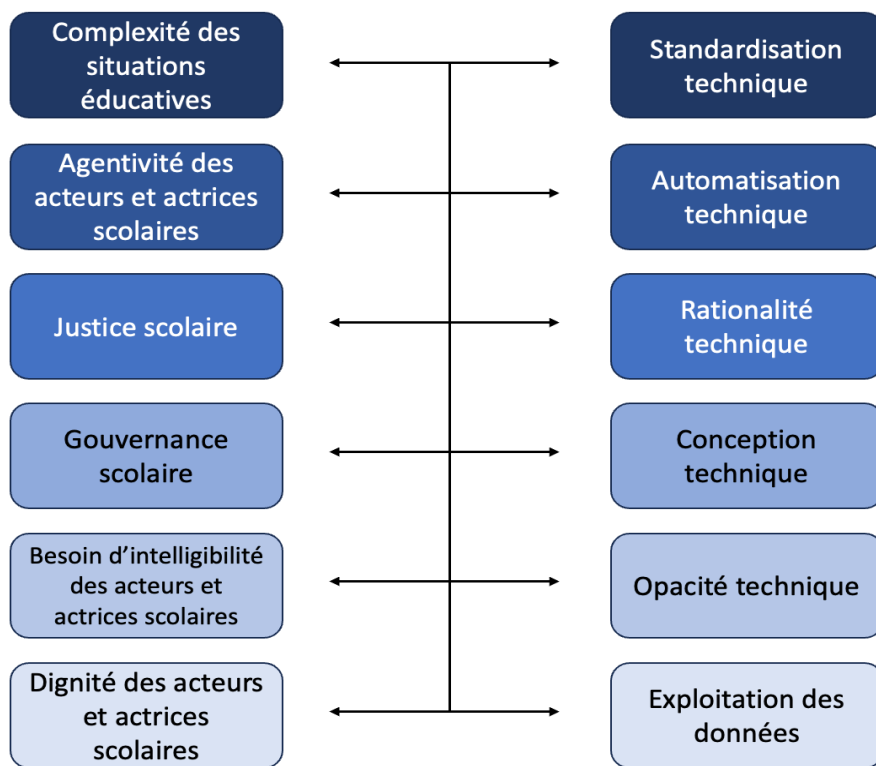 Complexité des
situations
éducatives
Standardisation
technique
Agentivité des
acteurs et actrices
scolaires
Automatisation
technique
Justice scolaire
Rationalité
technique
Gouvernance
scolaire
Conception
technique
Besoin d’intelligibilité
des acteurs et
actrices scolaires
Opacité technique
Dignité des acteurs
et actrices
scolaires
Exploitation des
données